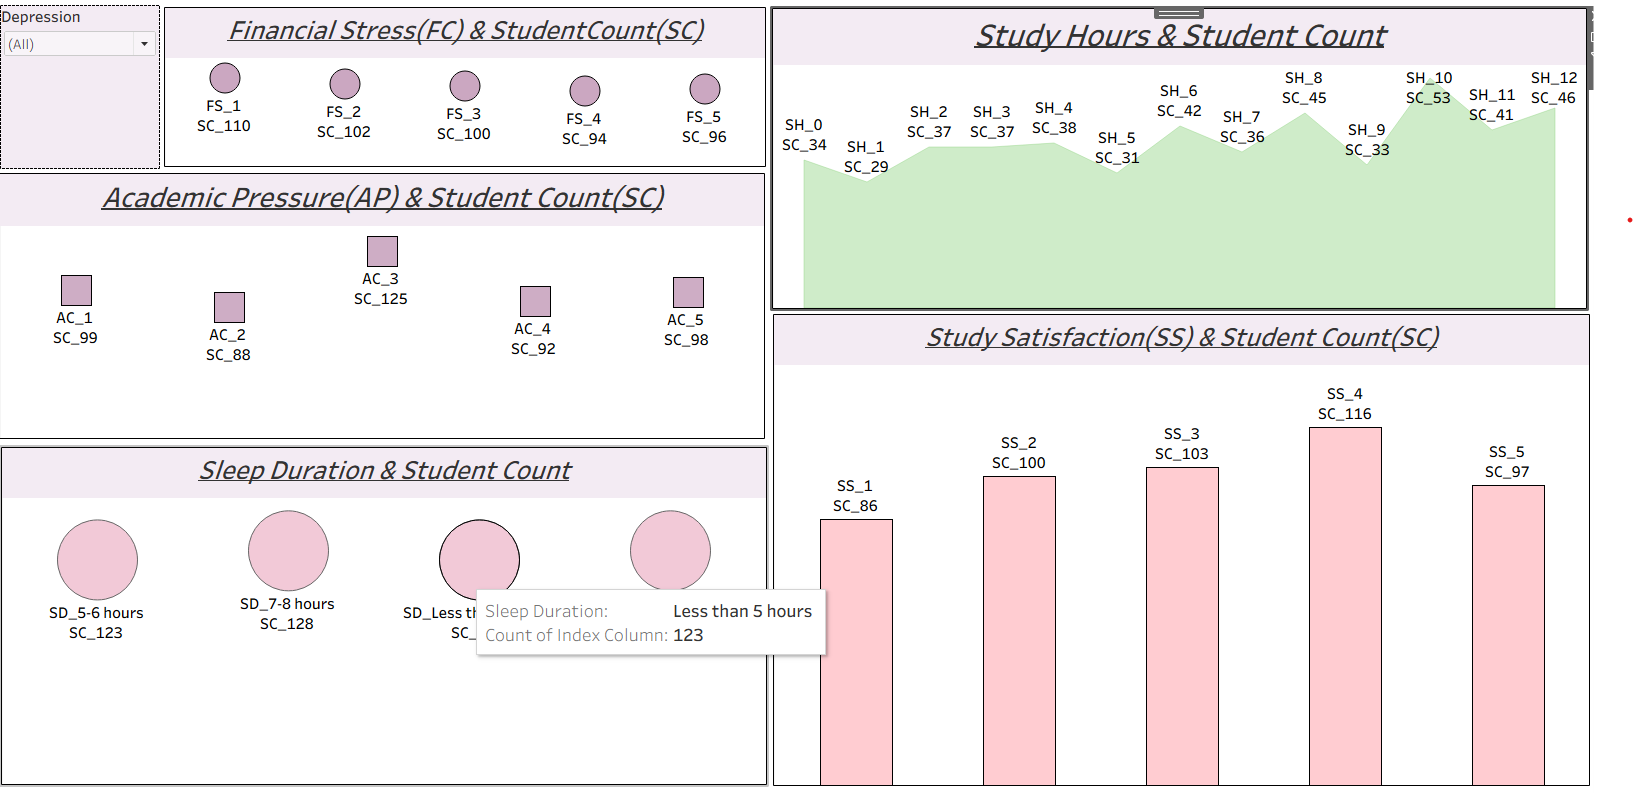 Depression
(All)
Financial Stress(FC) & StudentCount(SC)
FS_1
SC_110
FS_2
SC_102
FS_3
SC_100
FS_4
SC_94
FS_5
SC_96
Academic Pressure(AP) & Student Count(SC)
AC_1
SC_99
AC_2
SC_88
AC_3
SC_125
AC_4
SC_92
AC_5
SC_98
Sleep Duration & Student Count
SD_5-6 hours
SC_123
SD_7-8 hours
SC_128
SD_Less
SC_
Sleep Duration: Less than 5 hours
Count of Index Column: 123
Study Hours & Student Count
SH_0
SC_34
SH_1
SC_29
SH_2
SC_37
SH_3
SC_37
SH_4
SC_38
SH_5
SC_31
SH_6
SC_42
SH_7
SC_36
SH_8
SC_45
SH_9
SC_33
SH_10
SC_53
SH_11
SC_41
SH_12
SC_46
Study Satisfaction(SS) & Student Count(SC)
SS_1
SC_86
SS_2
SC_100
SS_3
SC_103
SS_4
SC_116
SS_5
SC_97